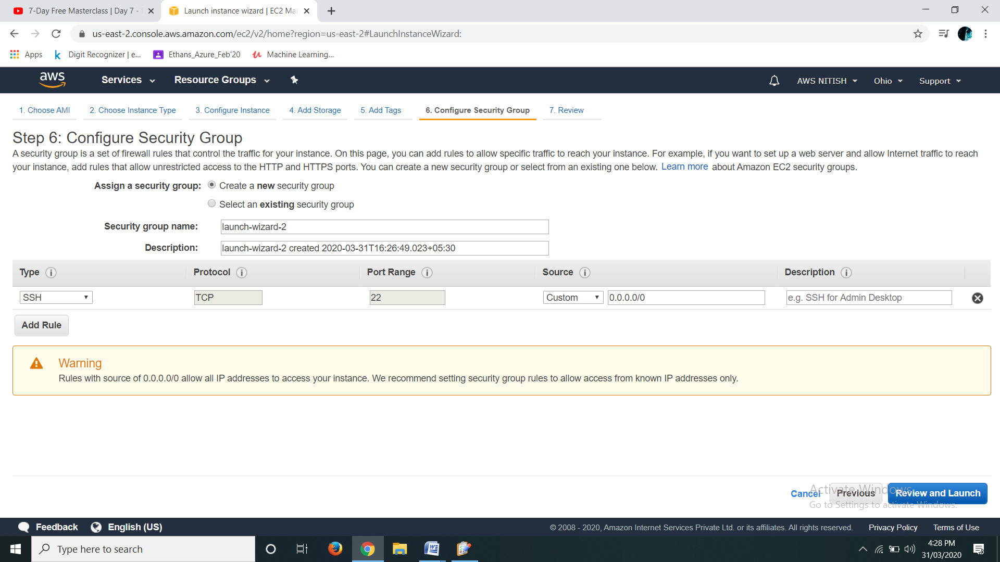 7-Day Free Masterclass | Day 7 -
Launch instance wizard | EC2 Ma
us-east-2.console.aws.amazon.com/ec2/v2/home?region=us-east-2#LaunchInstanceWizard:
Apps
Digit Recognizer | e...
Ethans_Azure_Feb'20
Machine Learning...
aws
Services
Resource Groups
AWS NITISH
Ohio
Support
1. Choose AMI
2. Choose Instance Type
3. Configure Instance
4. Add Storage
5. Add Tags
6. Configure Security Group
7. Review
Step 6: Configure Security Group
A security group is a set of firewall rules that control the traffic for your instance. On this page, you can add rules to allow specific traffic to reach your instance. For example, if you want to set up a web server and allow Internet traffic to reach
your instance, add rules that allow unrestricted access to the HTTP and HTTPS ports. You can create a new security group or select from an existing one below. Learn more about Amazon EC2 security groups.
Assign a security group:
Create a new security group
Select an existing security group
Security group name:
launch-wizard-2
Description:
launch-wizard-2 created 2020-03-31T16:26:49.023+05:30
Type
Protocol
Port Range
Source
Description
SSH
TCP
22
Custom
0.0.0.0/0
e.g. SSH for Admin Desktop
Add Rule
Warning
Rules with source of 0.0.0.0/0 allow all IP addresses to access your instance. We recommend setting security group rules to allow access from known IP addresses only.
Cancel
Previous
Review and Launch
Activate Windows
Go to Settings to activate Windows.
Feedback
English (US)
© 2008 - 2020, Amazon Internet Services Private Ltd. or its affiliates. All rights reserved.
Privacy Policy
Terms of Use
Type here to search
4:28 PM
31/03/2020